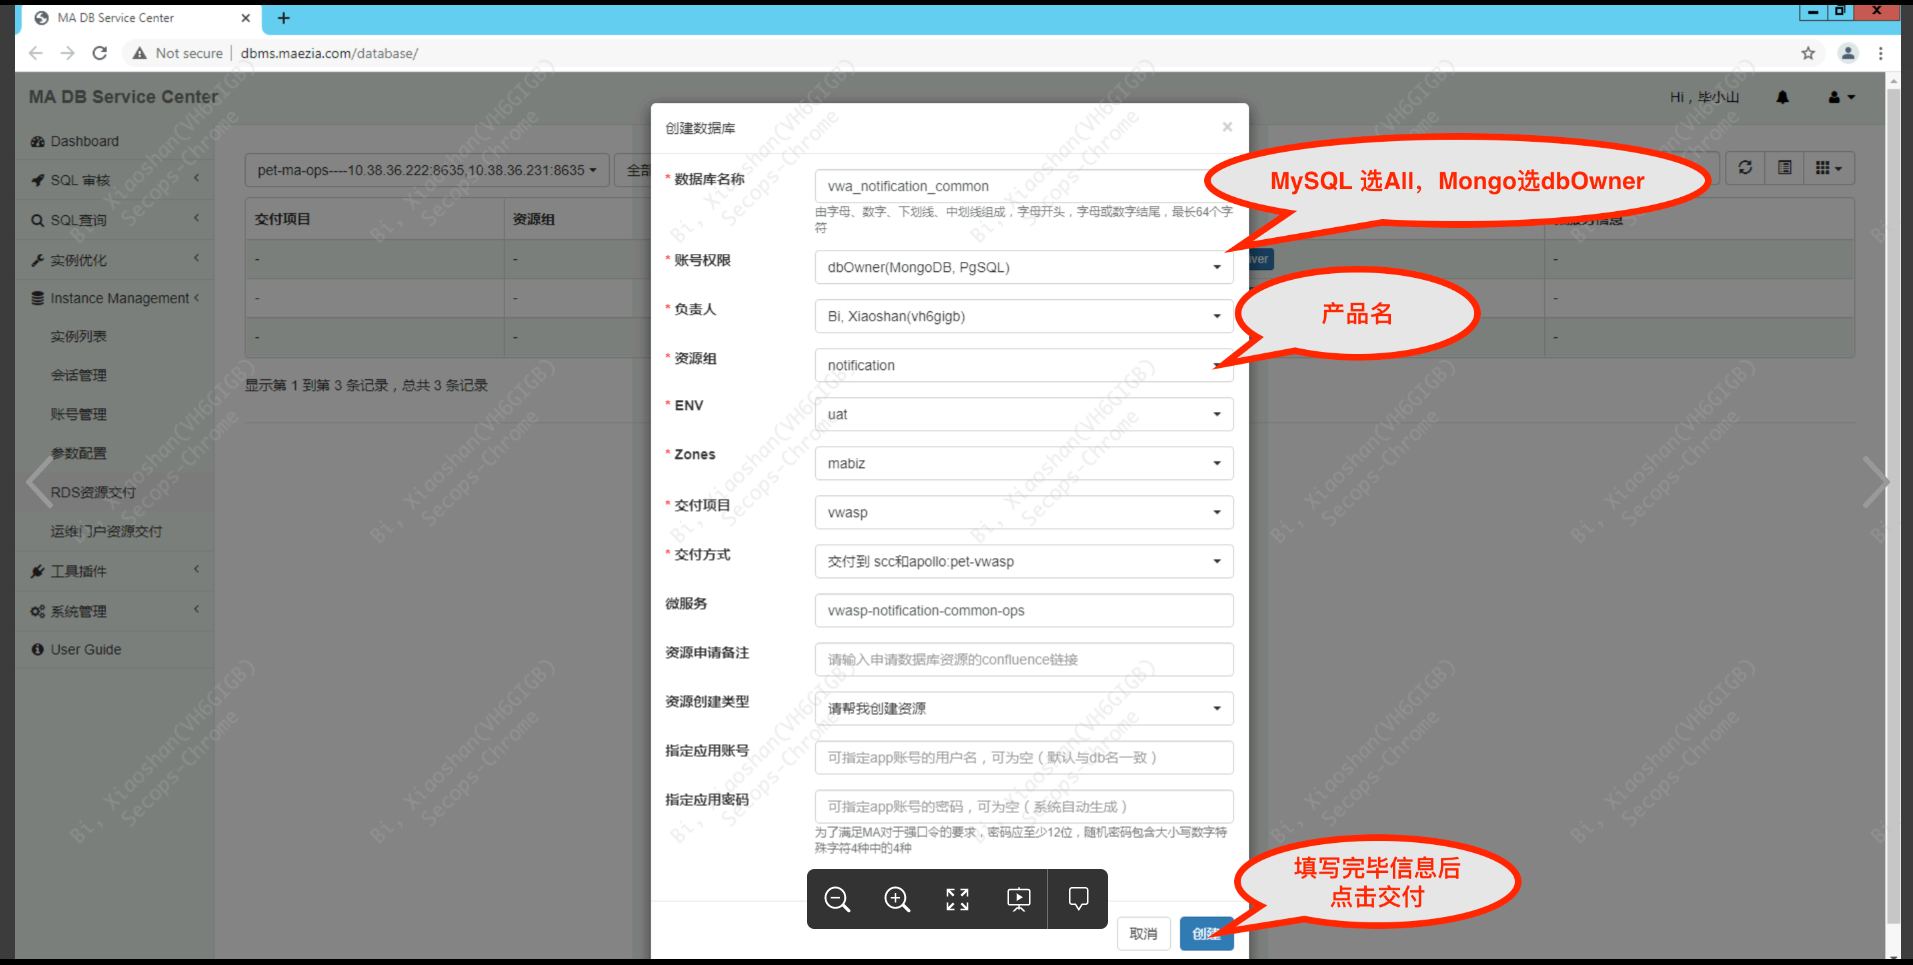 MA DB Service Center
Not secure
dbms.maezia.com/database/
MA DB Service Center
Hi，毕小山
Dashboard
SQL 审核
SQL查询
实例优化
Instance Management
实例列表
会话管理
账号管理
参数配置
RDS资源交付
运维门户资源交付
工具插件
系统管理
User Guide
pet-ma-ops----10.38.36.222:8635,10.38.36.231:8635
全部
交付项目
资源组
-
-
-
-
-
-
-
-
-
显示第 1 到第 3 条记录，总共 3 条记录
创建数据库
×
* 数据库名称
vwa_notification_common
由字母、数字、下划线、中划线组成，字母开头，字母或数字结尾，最长64个字
符
* 账号权限
dbOwner(MongoDB, PgSQL)
* 负责人
Bi, Xiaoshan(vh6gigb)
* 资源组
notification
* ENV
uat
* Zones
mabiz
* 交付项目
vwasp
* 交付方式
交付到 scc和apollo:pet-vwasp
微服务
vwasp-notification-common-ops
资源申请备注
请输入申请数据库资源的confluence链接
资源创建类型
请帮我创建资源
指定应用账号
可指定app账号的用户名，可为空（默认与db名一致）
指定应用密码
可指定app账号的密码，可为空（系统自动生成）
为了满足MA对于强口令的要求，密码应至少12位，随机密码包含大小写数字特
殊字符4种中的4种
取消
创建
MySQL 选All，Mongo选dbOwner
产品名
填写完毕信息后
点击交付
Bi, Xiaoshan(VH6GIGB)
Secops-Chrome